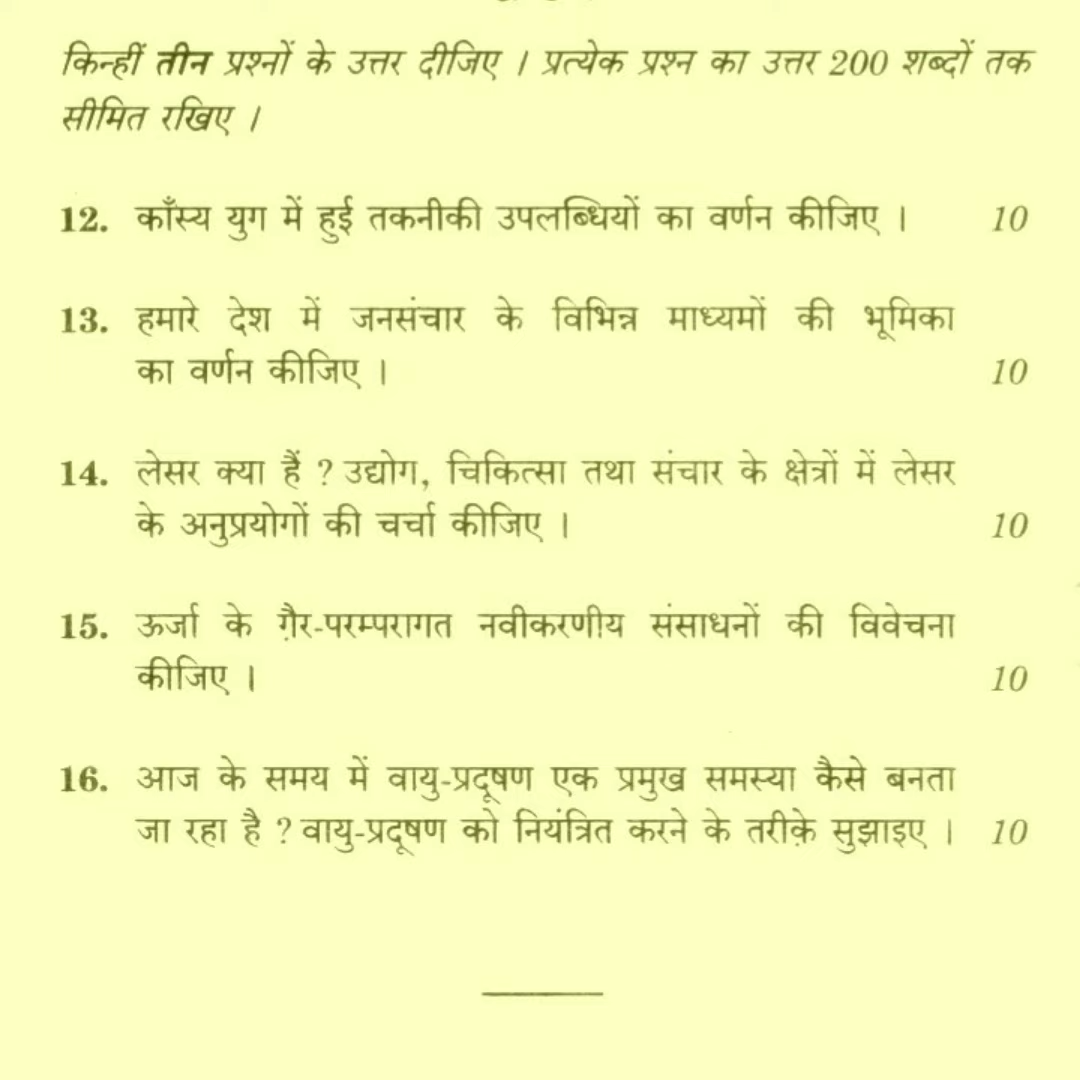 किन्हीं तीन प्रश्नों के उत्तर दीजिए । प्रत्येक प्रश्न का उत्तर 200 शब्दों तक
सीमित रखिए ।
12. काँस्य युग में हुई तकनीकी उपलब्धियों का वर्णन कीजिए । 10
13. हमारे देश में जनसंचार के विभिन्न माध्यमों की भूमिका
का वर्णन कीजिए । 10
14. लेसर क्या हैं ? उद्योग, चिकित्सा तथा संचार के क्षेत्रों में लेसर
के अनुप्रयोगों की चर्चा कीजिए । 10
15. ऊर्जा के ग़ैर-परम्परागत नवीकरणीय संसाधनों की विवेचना
कीजिए । 10
16. आज के समय में वायु-प्रदूषण एक प्रमुख समस्या कैसे बनता
जा रहा है ? वायु-प्रदूषण को नियंत्रित करने के तरीक़े सुझाइए । 10